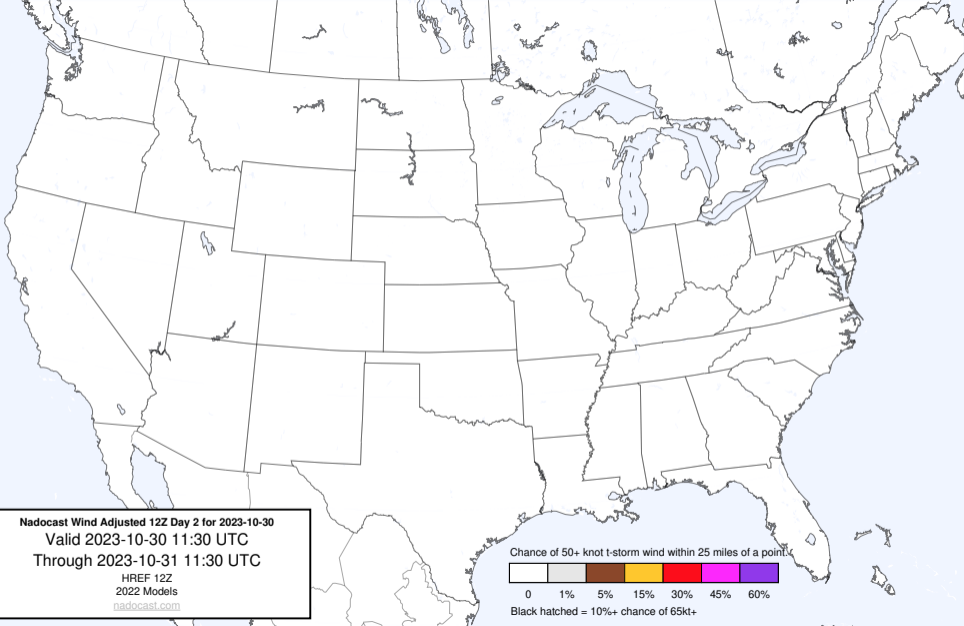 Nadocast Wind Adjusted 12Z Day 2 for 2023-10-30
Valid 2023-10-30 11:30 UTC
Through 2023-10-31 11:30 UTC
HREF 12Z
2022 Models
nadocast.com
Chance of 50+ knot t-storm wind within 25 miles of a point.
0 1% 5% 15% 30% 45% 60%
Black hatched = 10%+ chance of 65kt+